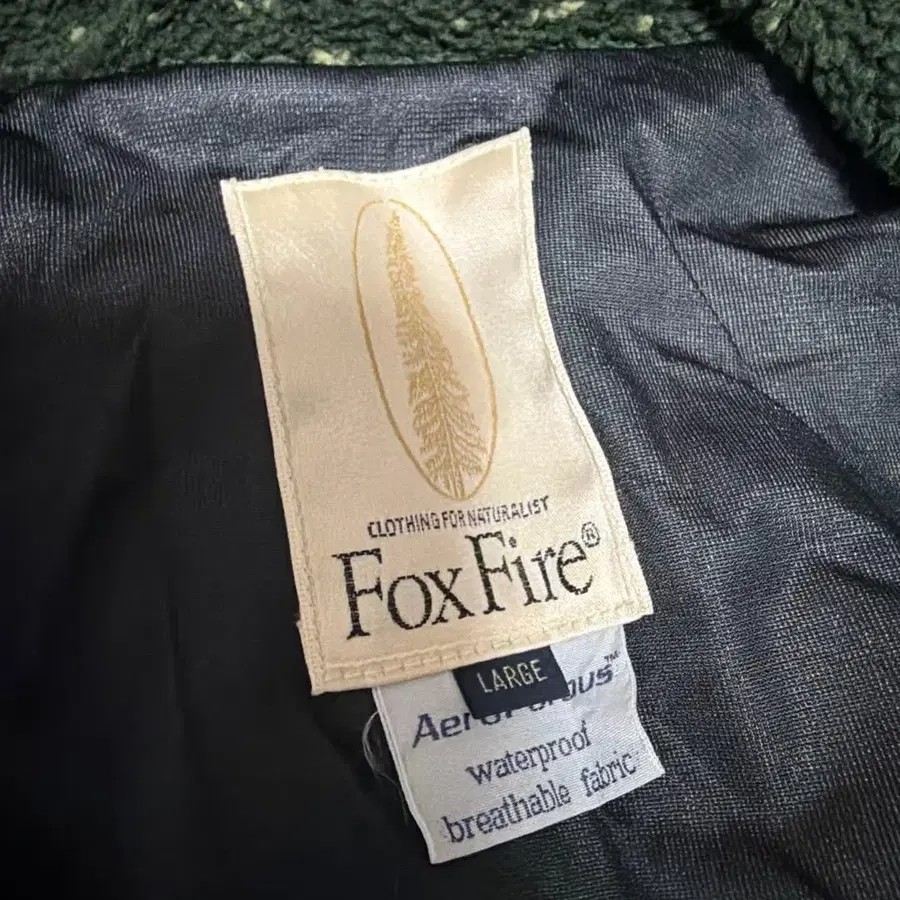 CLOTHING FOR NATURALIST
FoxFire®
LARGE
waterproof
breathable fabric